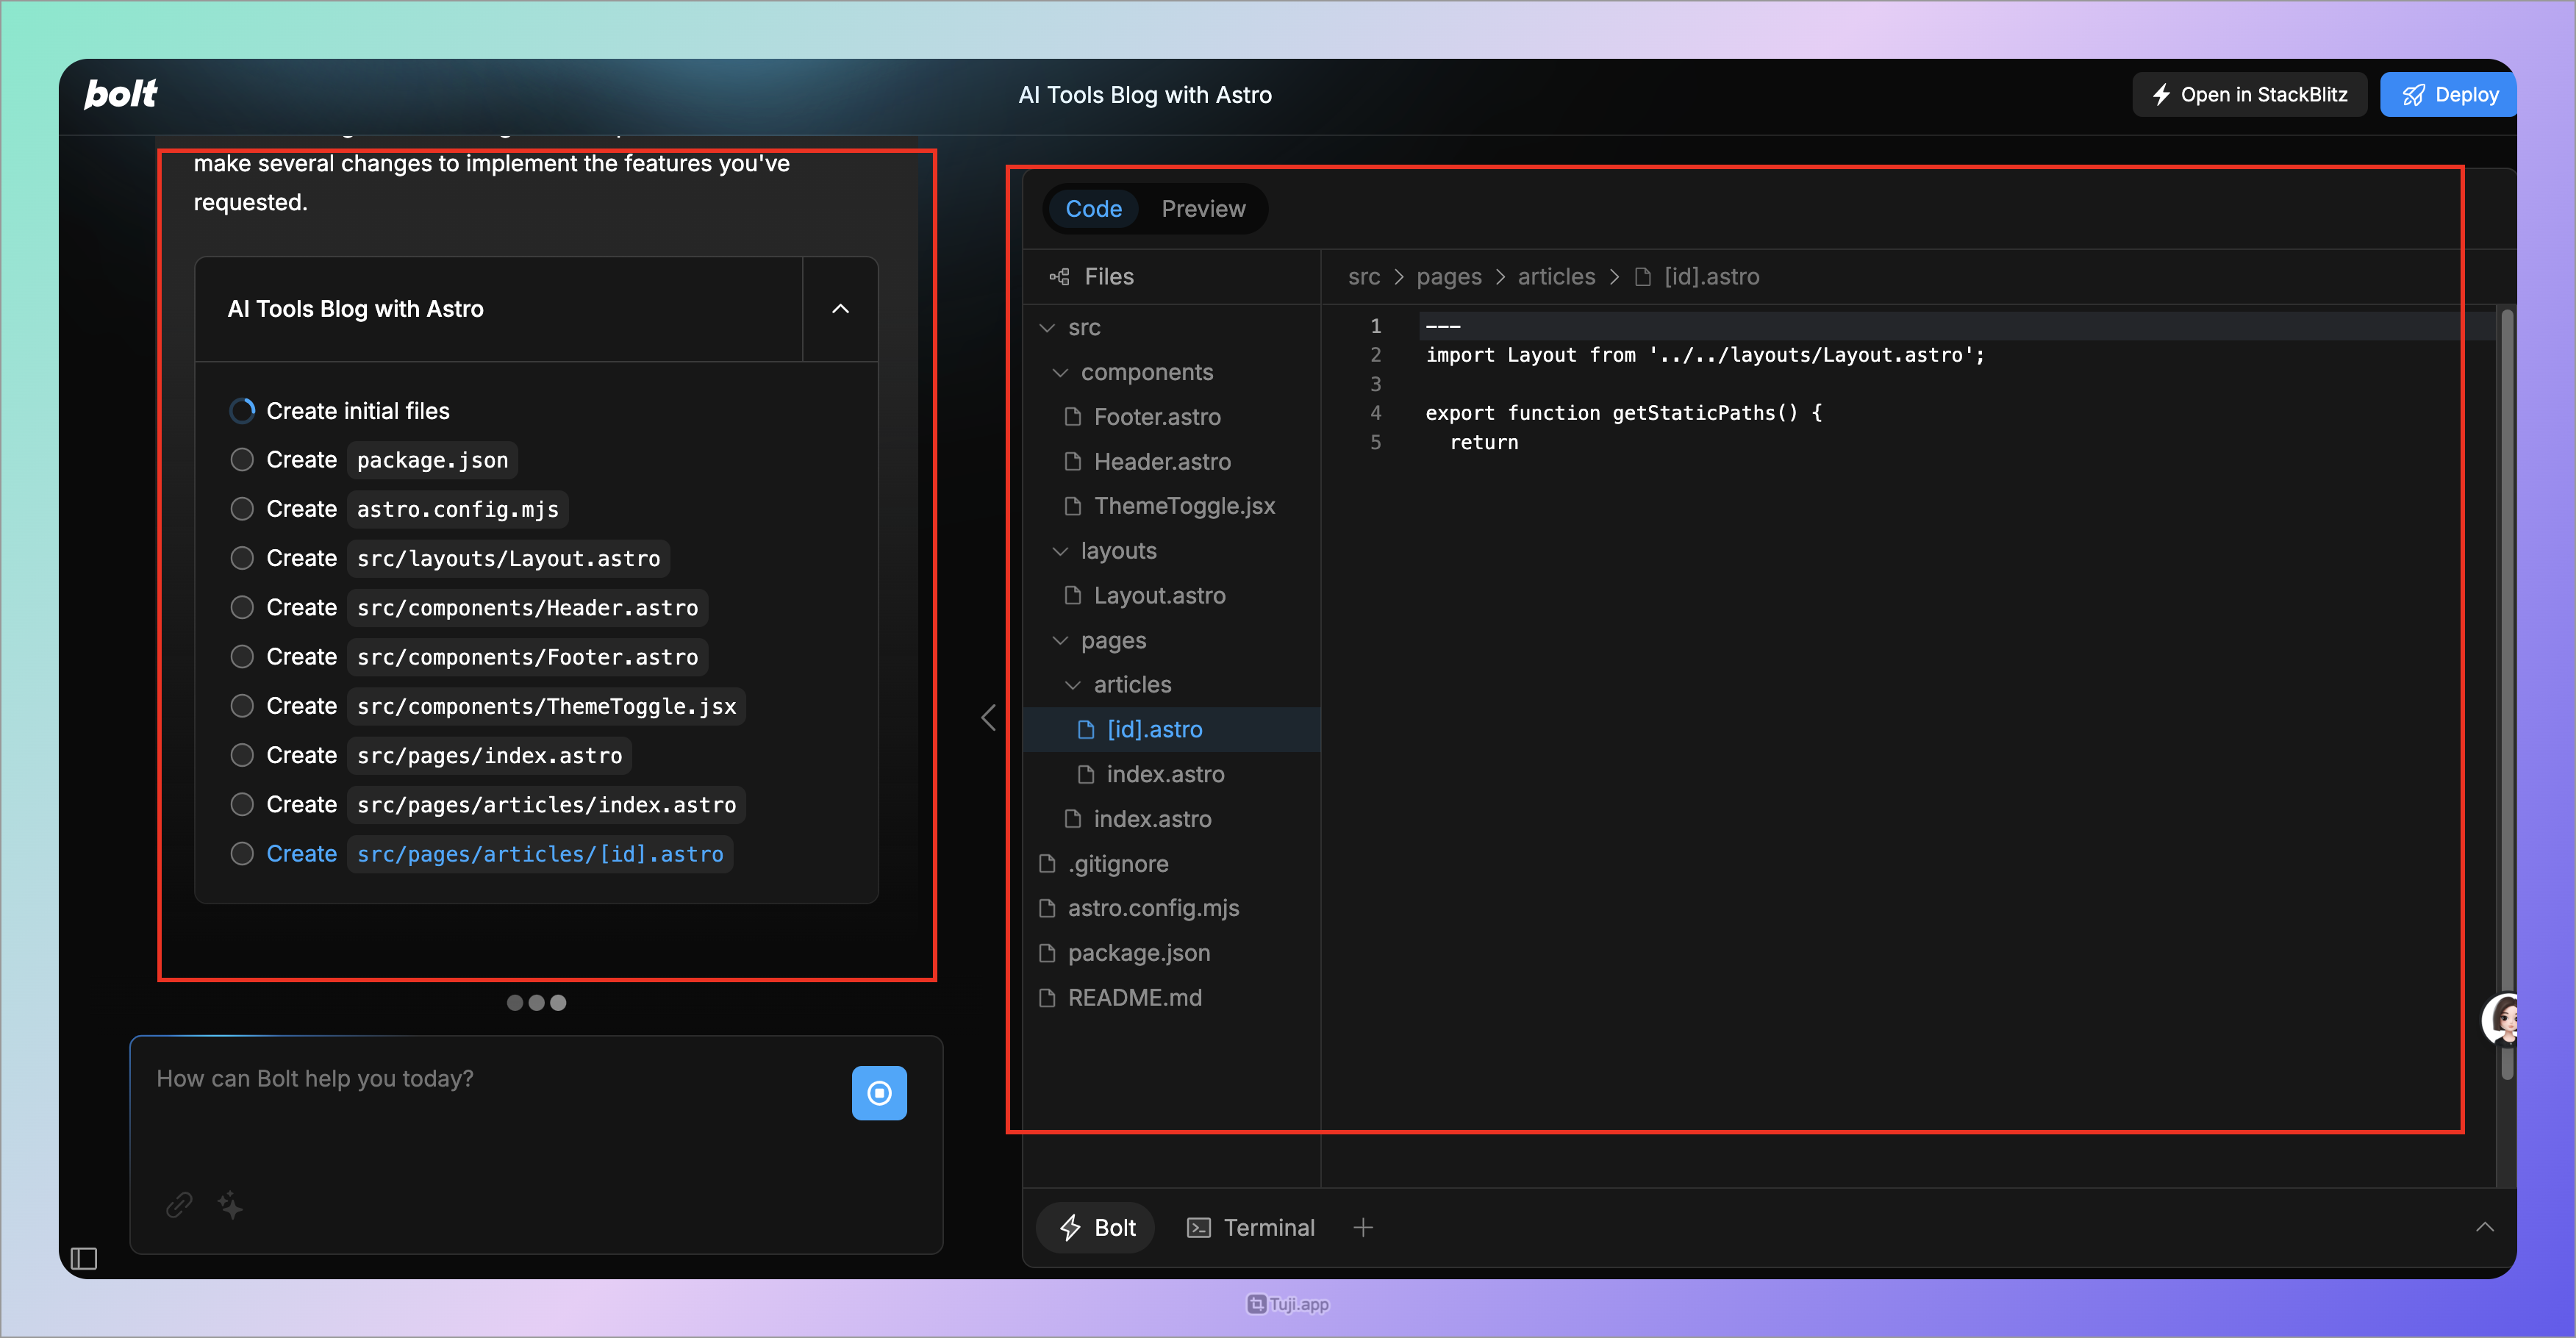 bolt
AI Tools Blog with Astro
Open in StackBlitz
Deploy
make several changes to implement the features you've
requested.
AI Tools Blog with Astro
Create initial files
Create package.json
Create astro.config.mjs
Create src/layouts/Layout.astro
Create src/components/Header.astro
Create src/components/Footer.astro
Create src/components/ThemeToggle.jsx
Create src/pages/index.astro
Create src/pages/articles/index.astro
Create src/pages/articles/[id].astro
How can Bolt help you today?
Code Preview
Files
src
components
Footer.astro
Header.astro
ThemeToggle.jsx
layouts
Layout.astro
pages
articles
[id].astro
index.astro
index.astro
.gitignore
astro.config.mjs
package.json
README.md
src > pages > articles > [id].astro
1 ---
2 import Layout from '../../layouts/Layout.astro';
3
4 export function getStaticPaths() {
5 return
Bolt Terminal +
Tuji.app